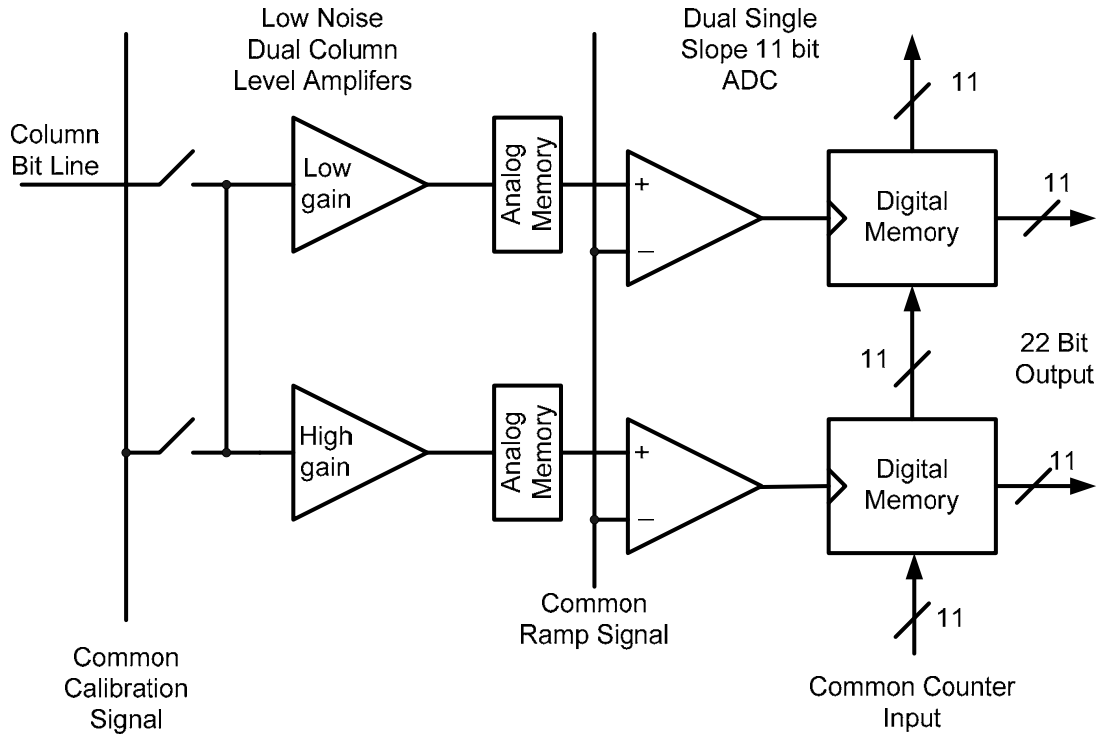 Low Noise
Dual Column
Level Amplifers
Dual Single
Slope 11 bit
ADC
11
Column
Bit Line
Low
gain
Analog
Memory
+
−
Digital
Memory
11
11
22 Bit
Output
High
gain
Analog
Memory
+
−
Digital
Memory
11
Common
Ramp Signal
11
Common
Calibration
Signal
Common Counter
Input